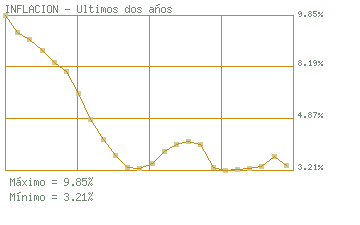 INFLACION - Ultimos dos años
9.85%
8.19%
4.87%
3.21%
Máximo = 9.85%
Mínimo = 3.21%